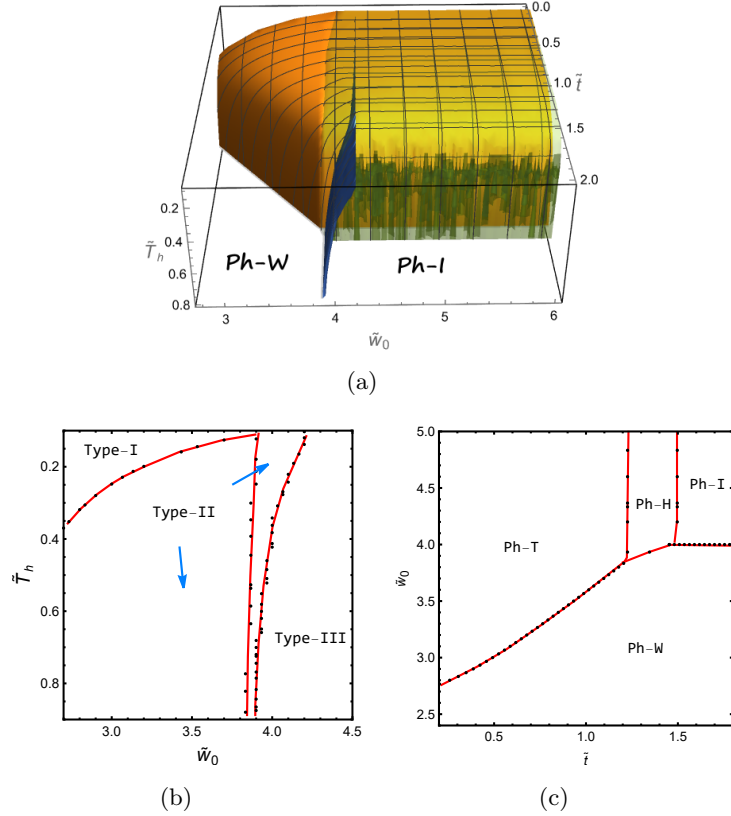 0.0
0.5
1.0
t̃
1.5
2.0
0.2
0.4
T̃h
0.6
0.8
Ph-W
Ph-I
3
4
5
6
w̃0
(a)
Type-I
0.2
Type-II
0.4
T̃h
0.6
Type-III
0.8
3.0
3.5
4.0
4.5
w̃0
(b)
5.0
Ph-I
4.5
Ph-H
Ph-T
4.0
w̃0
3.5
3.0
Ph-W
2.5
0.5
1.0
1.5
t̃
(c)